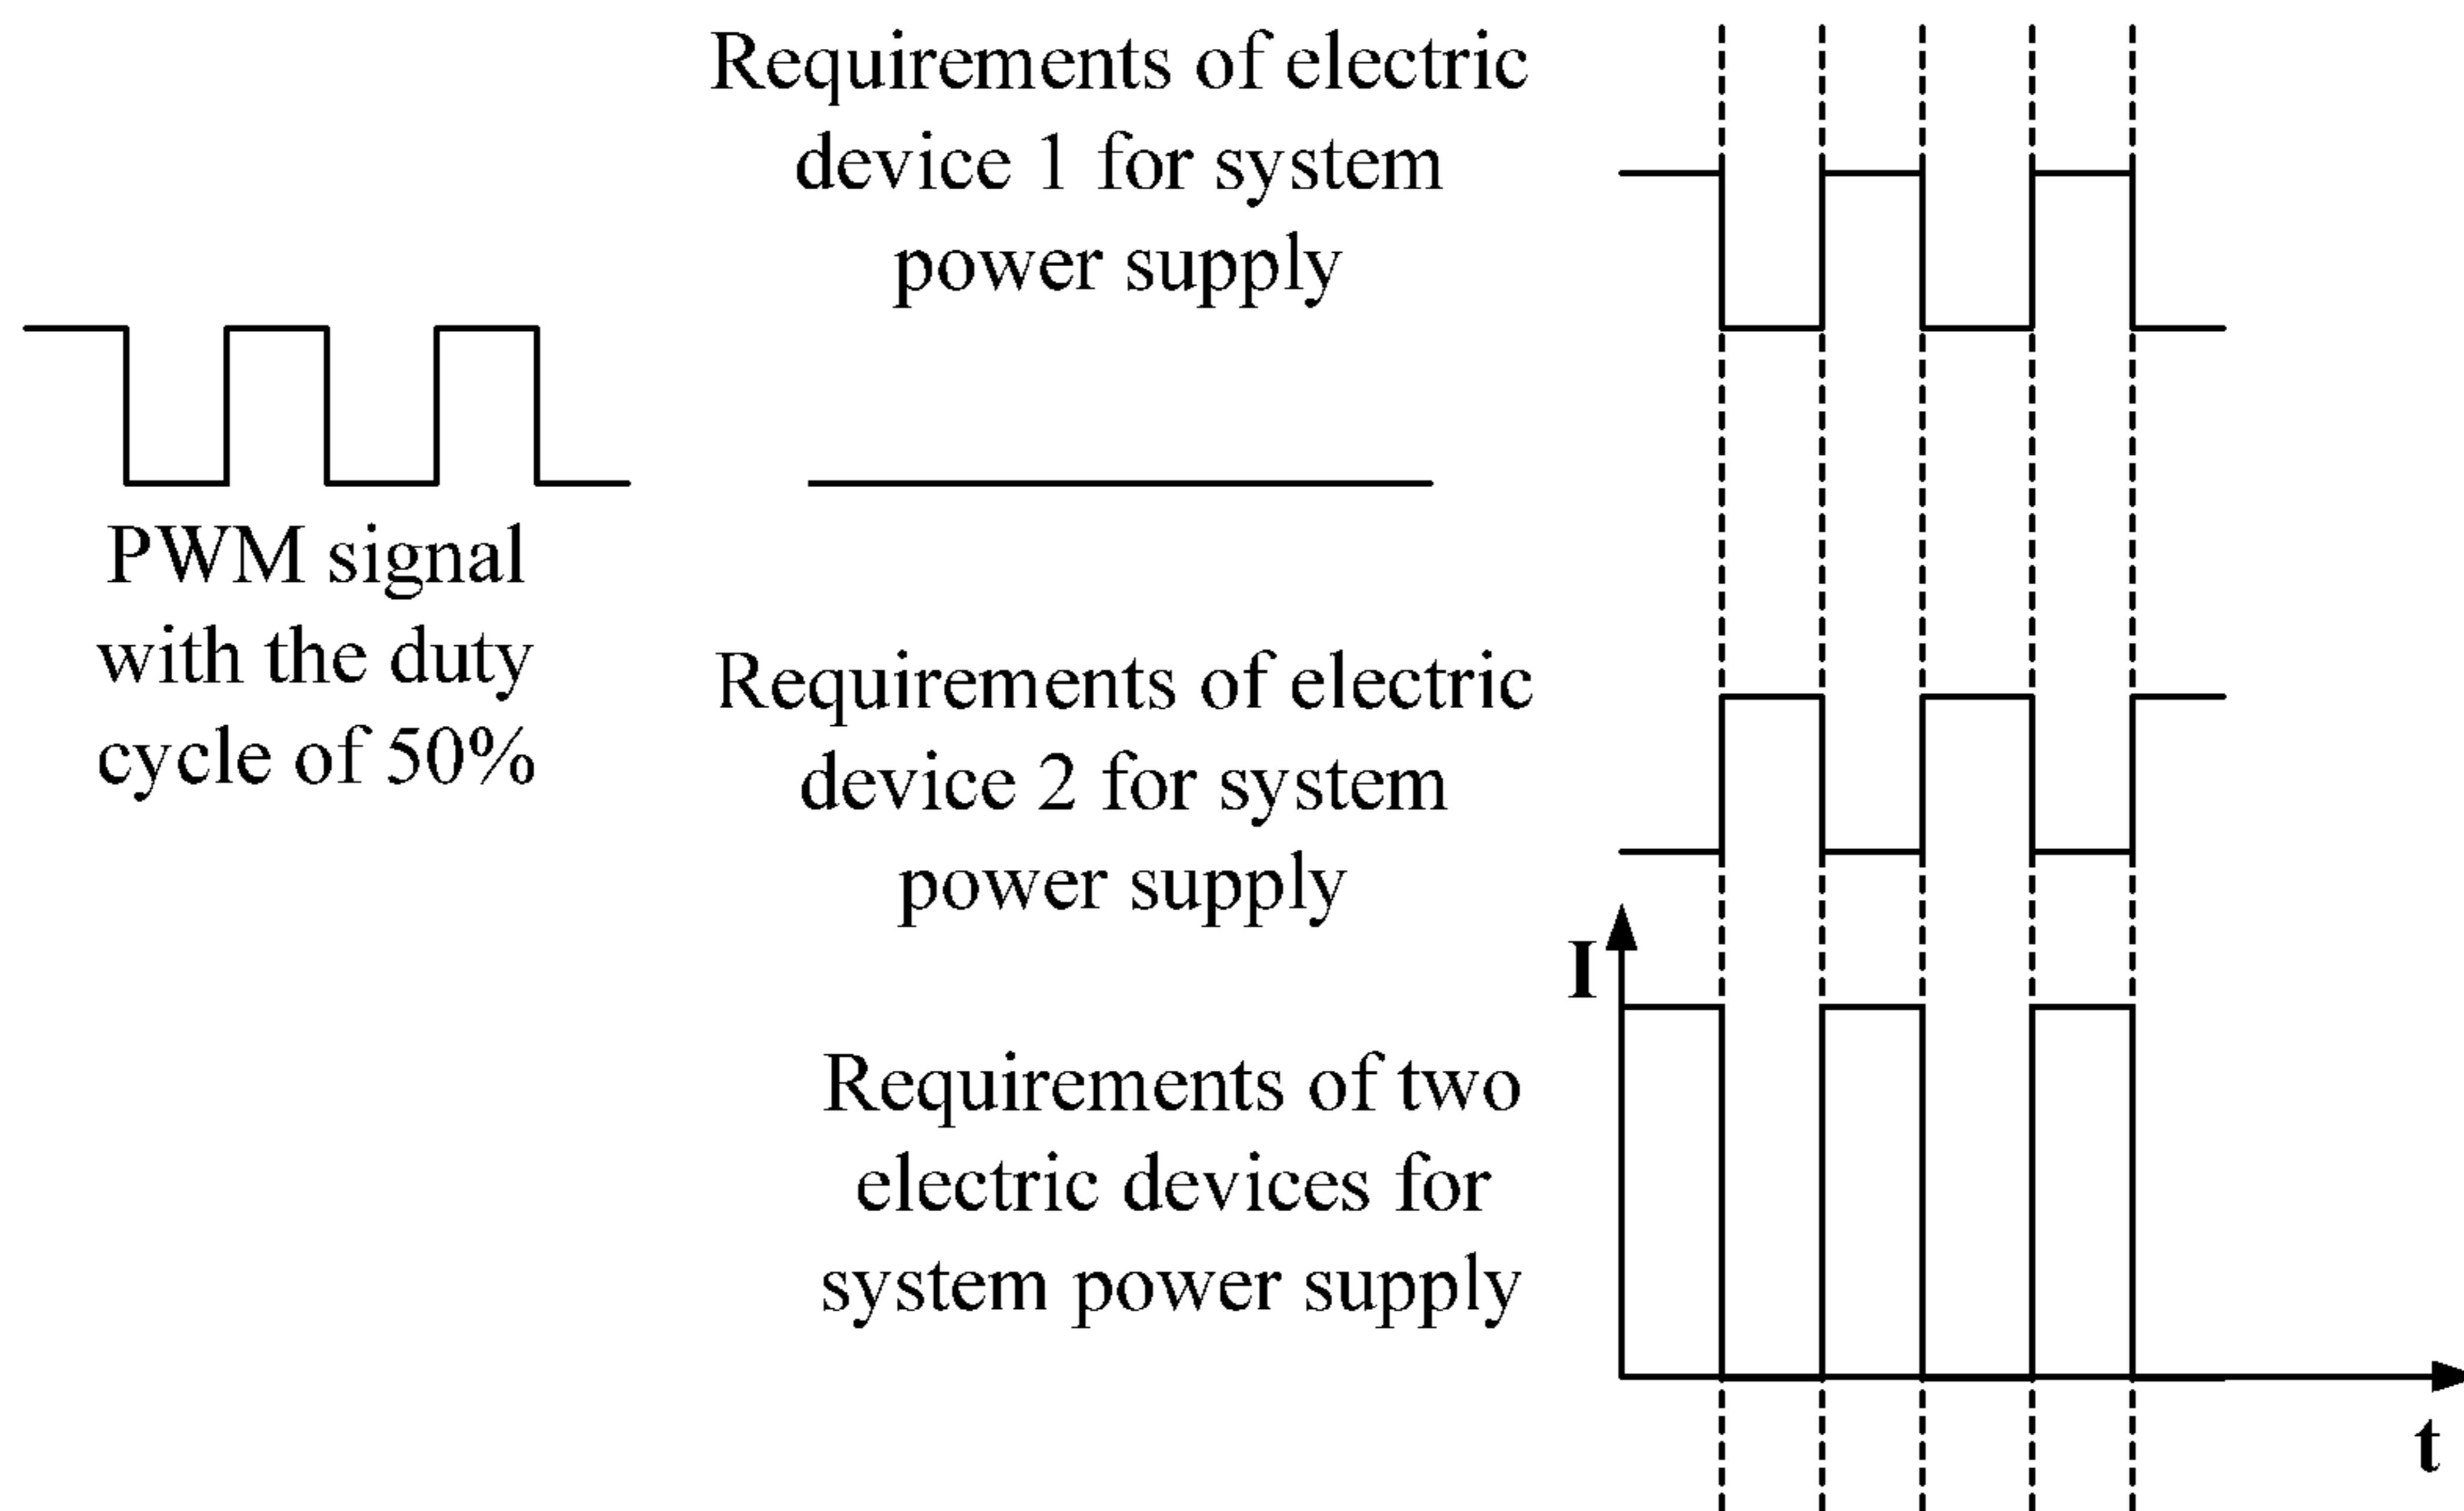 Requirements of electric
device 1 for system
power supply
PWM signal
with the duty
cycle of 50%
Requirements of electric
device 2 for system
power supply
I
Requirements of two
electric devices for
system power supply
t